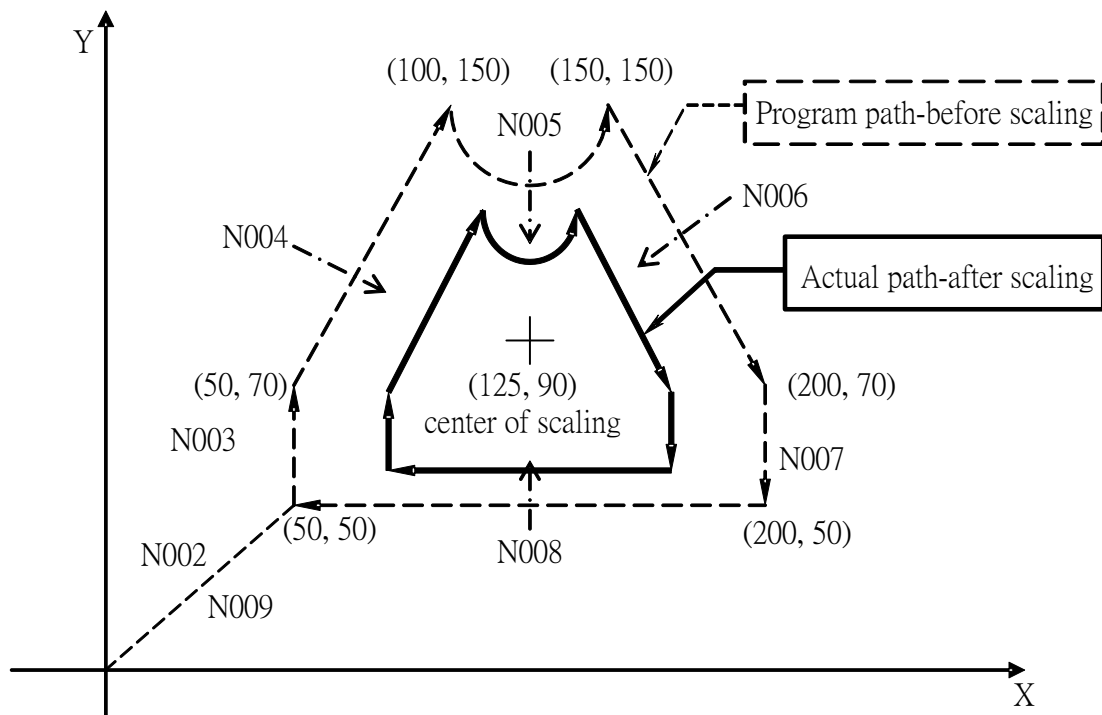 Y
(100, 150)
(150, 150)
N005
Program path-before scaling
N006
N004
Actual path-after scaling
(50, 70)
(125, 90)
center of scaling
(200, 70)
N003
N007
(50, 50)
(200, 50)
N002
N008
N009
X